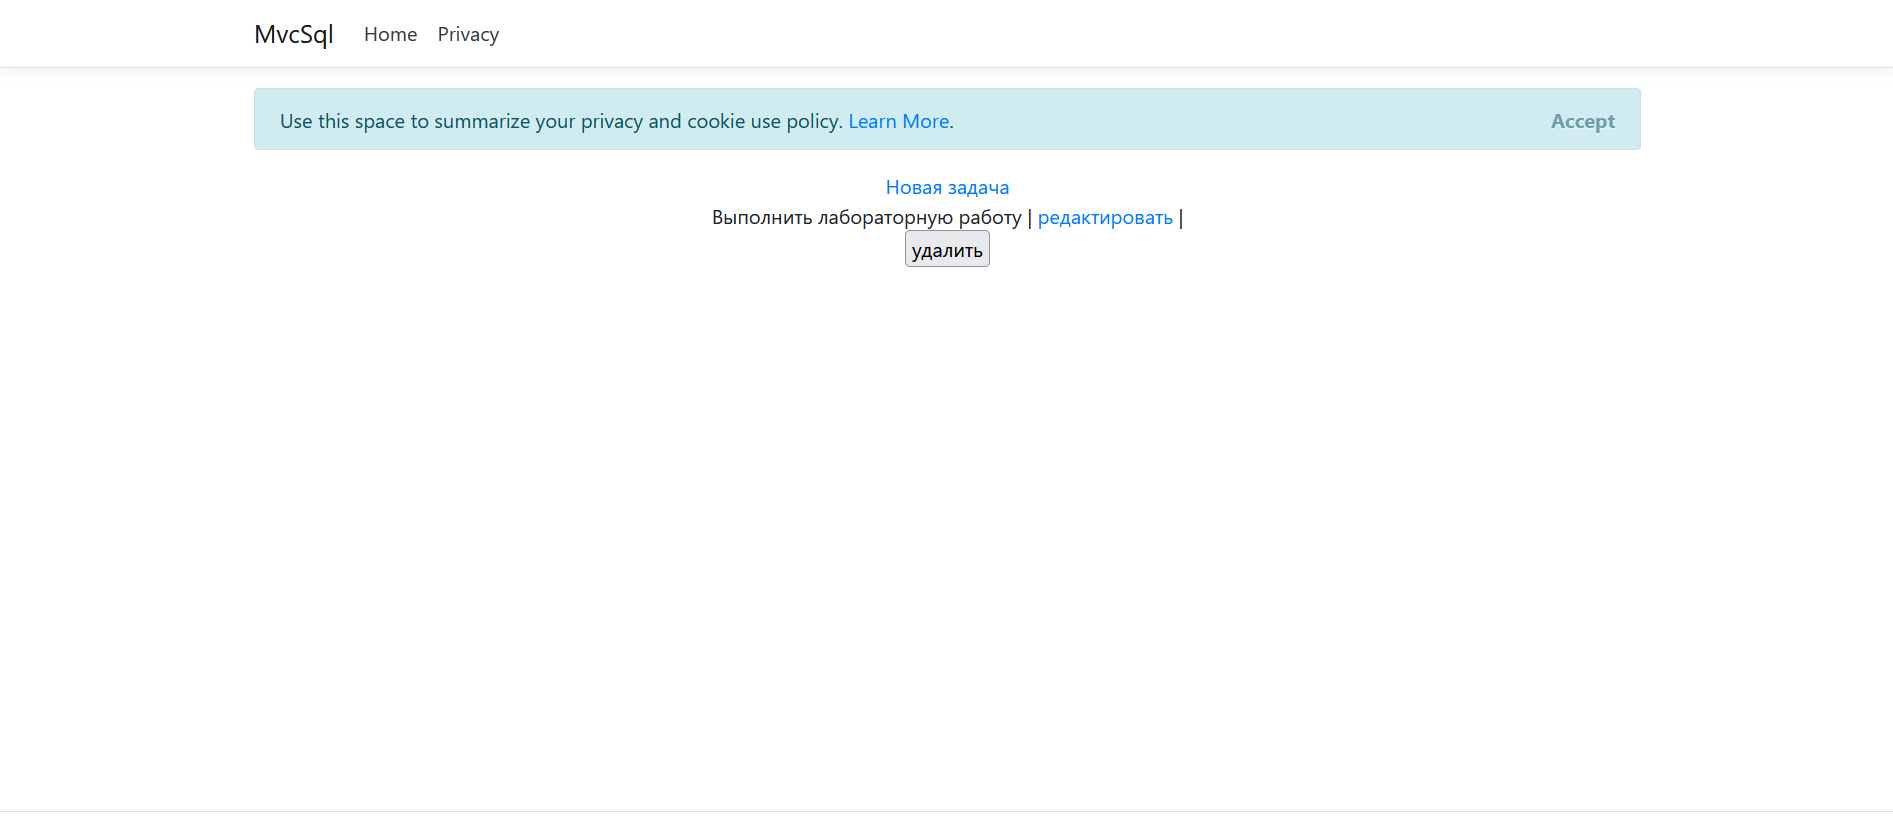 MvcSql Home Privacy
Use this space to summarize your privacy and cookie use policy. Learn More. Accept
Новая задача
Выполнить лабораторную работу | редактировать |
удалить